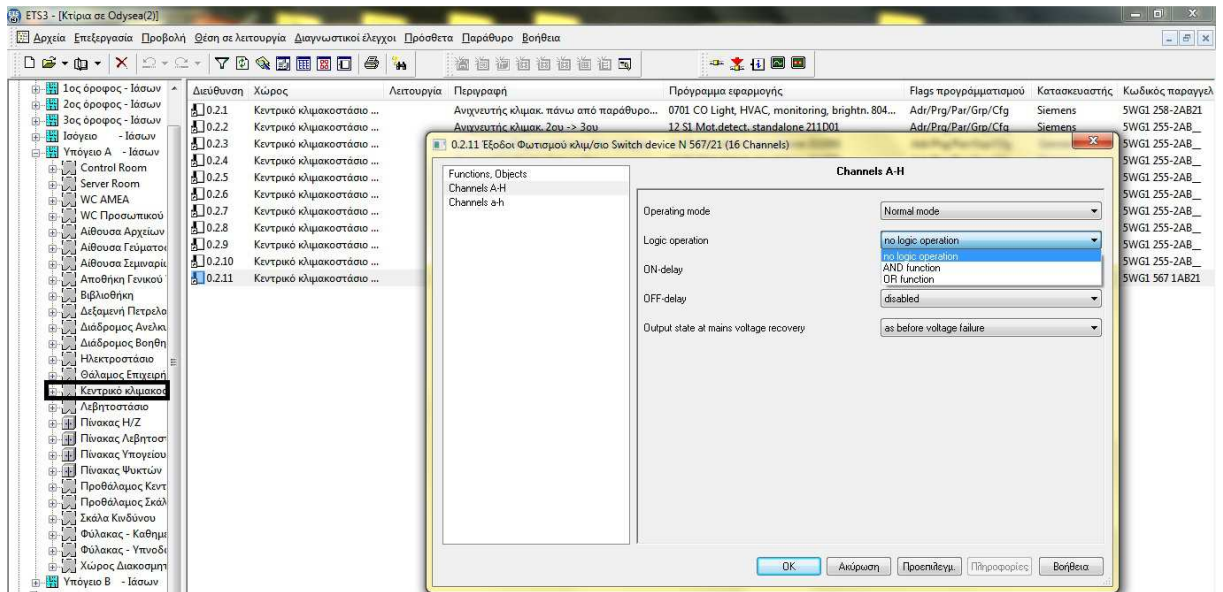 ETS3 - [Κτίρια σε Odysea(2)]
Αρχεία Επεξεργασία Προβολή Θέση σε λειτουργία Διαγνωστικοί έλεγχοι Πρόσθετα Παράθυρο Βοήθεια
1ος όροφος - Ιάσων
2ος όροφος - Ιάσων
3ος όροφος - Ιάσων
Ισόγειο - Ιάσων
Υπόγειο Α - Ιάσων
Control Room
Server Room
WC ΑΜΕΑ
WC Προσωπικού
Αίθουσα Αρχείων
Αίθουσα Γεύματο
Αίθουσα Σεμιναρί
Αποθήκη Γενικού
Βιβλιοθήκη
Δεξαμενή Πετρελα
Διάδρομος Ανελκυ
Διάδρομος Βοηθη
Ηλεκτροστάσιο
Θάλαμος Επιχειρή
Κεντρικό κλιμακοσ
Λεβητοστάσιο
Πίνακας Η/Ζ
Πίνακας Λεβητοστ
Πίνακας Υπογείου
Πίνακας Ψυκτών
Προθάλαμος Κεντ
Προθάλαμος Σκάλ
Σκάλα Κινδύνου
Φύλακας - Καθημε
Φύλακας - Υπνοδ
Χώρος Διακοσμητ
Υπόγειο Β - Ιάσων
Διεύθυνση Χώρος Λειτουργία Περιγραφή Πρόγραμμα εφαρμογής Flags προγράμματισμού Κατασκευαστής Κωδικός παραγγελ
0.2.1 Κεντρικό κλιμακοστάσιο ... Ανιχνευτής κλιμακ. πάνω από παράθυρο... 0701 CO Light, HVAC, monitoring, brightn. 804... Adr/Prg/Par/Grp/Cfg Siemens 5WG1 258-2AB21
0.2.2 Κεντρικό κλιμακοστάσιο ... Ανιχνευτής κλιμακ. 2ου -> 3ου 12 S1 Mot.detect. standalone 211D01 Adr/Prg/Par/Grp/Cfg Siemens 5WG1 255-2AB_
0.2.3 Κεντρικό κλιμακοστάσιο ... 5WG1 255-2AB_
0.2.4 Κεντρικό κλιμακοστάσιο ... 5WG1 255-2AB_
0.2.5 Κεντρικό κλιμακοστάσιο ... 5WG1 255-2AB_
0.2.6 Κεντρικό κλιμακοστάσιο ... 5WG1 255-2AB_
0.2.7 Κεντρικό κλιμακοστάσιο ... 5WG1 255-2AB_
0.2.8 Κεντρικό κλιμακοστάσιο ... 5WG1 255-2AB_
0.2.9 Κεντρικό κλιμακοστάσιο ... 5WG1 255-2AB_
0.2.10 Κεντρικό κλιμακοστάσιο ... 5WG1 255-2AB_
0.2.11 Κεντρικό κλιμακοστάσιο ... 5WG1 567 1AB21
0.2.11 Έξοδοι Φωτισμού κλιμ/σιο Switch device N 567/21 (16 Channels)
Functions, Objects
Channels A-H
Channels a-h
Channels A-H
Operating mode Normal mode
Logic operation no logic operation
no logic operation
AND function
OR function
ON-delay
OFF-delay disabled
Output state at mains voltage recovery as before voltage failure
OK Ακύρωση Προεπιλεγμ. Πληροφορίες Βοήθεια